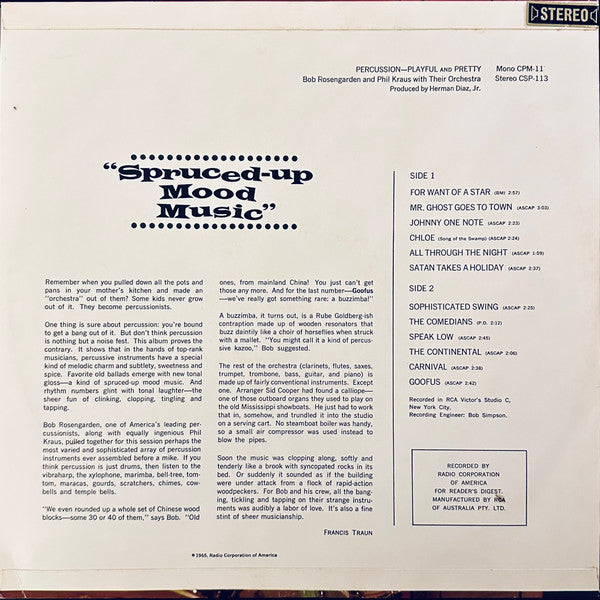 STEREO
PERCUSSION—PLAYFUL AND PRETTY
Bob Rosengarden and Phil Kraus with Their Orchestra
Produced by Herman Diaz, Jr.
Mono CPM-11
Stereo CSP-113
“Spruced-up
Mood
Music”
Remember when you pulled down all the pots and
pans in your mother's kitchen and made an
“orchestra” out of them? Some kids never grow
out of it. They become percussionists.
One thing is sure about percussion: you're bound
to get a bang out of it. But don't think percussion
is nothing but a noise fest. This album proves the
contrary. It shows that in the hands of top-rank
musicians, percussive instruments have a special
kind of melodic charm and subtlety, sweetness and
spice. Favorite old ballads emerge with new tonal
gloss—a kind of spruced-up mood music. And
rhythm numbers glint with tonal laughter—the
sheer fun of clinking, clopping, tingling and
tapping.
Bob Rosengarden, one of America's leading per-
cussionists, along with equally ingenious Phil
Kraus, pulled together for this session perhaps the
most varied and sophisticated array of percussion
instruments ever assembled before a mike. If you
think percussion is just drums, then listen to the
vibraharp, the xylophone, marimba, bell-tree, tom-
tom, maracas, gourds, scratchers, chimes, cow-
bells and temple bells.
“We even rounded up a whole set of Chinese wood
blocks—some 30 or 40 of them,” says Bob. “Old
ones, from mainland China! You just can't get
those any more. And for the last number—Goofus
—we've really got something rare: a buzzimba!”
A buzzimba, it turns out, is a Rube Goldberg-ish
contraption made up of wooden resonators that
buzz daintily like a choir of horseflies when struck
with a mallet. “You might call it a kind of percus-
sive kazoo,” Bob suggested.
The rest of the orchestra (clarinets, flutes, saxes,
trumpet, trombone, bass, guitar, and piano) is
made up of fairly conventional instruments. Except
one. Arranger Sid Cooper had found a calliope—
one of those outboard organs they used to play on
the old Mississippi showboats. He just had to work
that in, somehow, and trundled it into the studio
on a serving cart. No steamboat boiler was handy,
so a small air compressor was used instead to
blow the pipes.
Soon the music was clopping along, softly and
tenderly like a brook with syncopated rocks in its
bed. Or suddenly it sounded as if the building
were under attack from a flock of rapid-action
woodpeckers. For Bob and his crew, all the bang-
ing, tickling and tapping on their strange instru-
ments was audibly a labor of love. It's also a fine
stint of sheer musicianship.
FRANCIS TRAUN
SIDE 1
FOR WANT OF A STAR (BMI) 2:57)
MR. GHOST GOES TO TOWN (ASCAP 3:02)
JOHNNY ONE NOTE (ASCAP 2:23)
CHLOE (Song of the Swamp) (ASCAP 2:24)
ALL THROUGH THE NIGHT (ASCAP 1:59)
SATAN TAKES A HOLIDAY (ASCAP 2:37)
SIDE 2
SOPHISTICATED SWING (ASCAP 2:25)
THE COMEDIANS (P.D. 2:12)
SPEAK LOW (ASCAP 2:45)
THE CONTINENTAL (ASCAP 2:06)
CARNIVAL (ASCAP 2:38)
GOOFUS (ASCAP 2:42)
Recorded in RCA Victor's Studio C,
New York City.
Recording Engineer: Bob Simpson.
RECORDED BY
RADIO CORPORATION
OF AMERICA
FOR READER'S DIGEST.
MANUFACTURED BY RCA
OF AUSTRALIA PTY. LTD.
© 1965, Radio Corporation of America